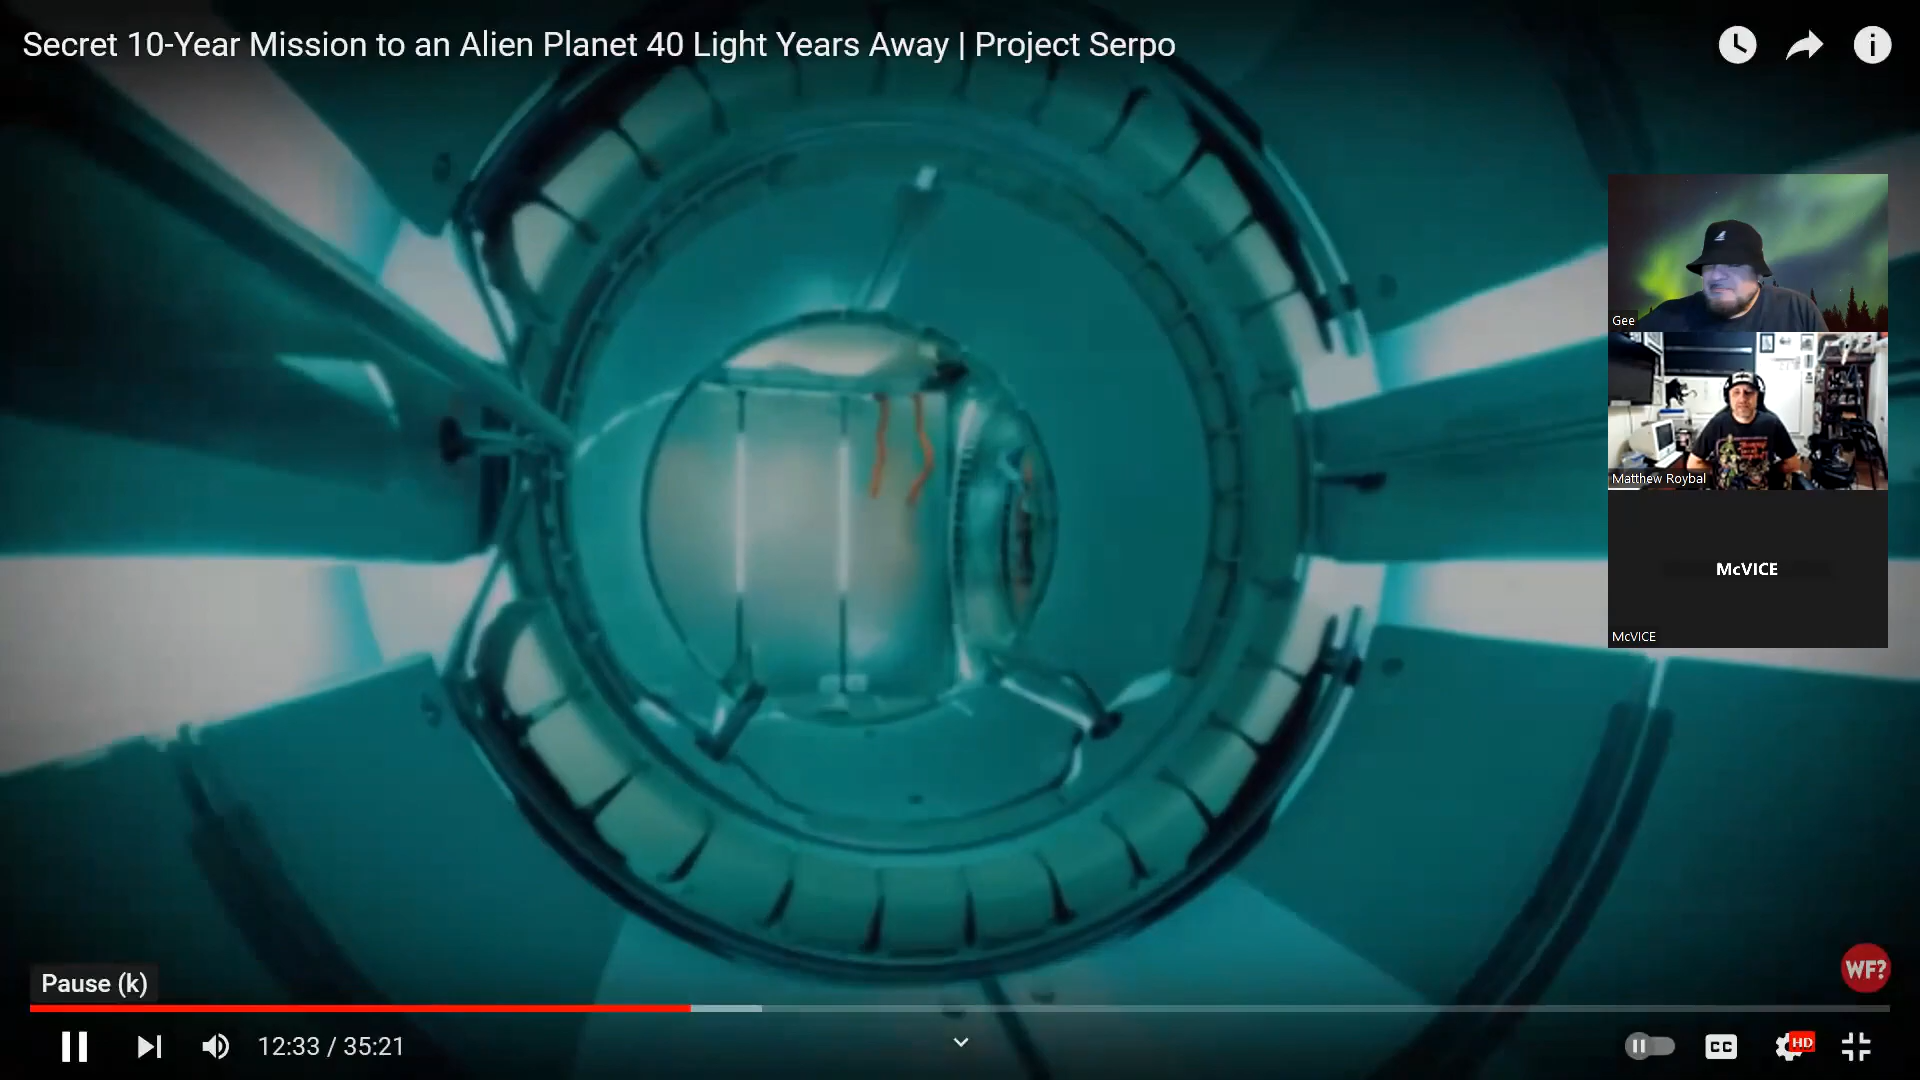 Secret 10-Year Mission to an Alien Planet 40 Light Years Away | Project Serpo
Gee
Matthew Roybal
McVICE
McVICE
WF?
Pause (k)
12:33 / 35:21
CC
HD